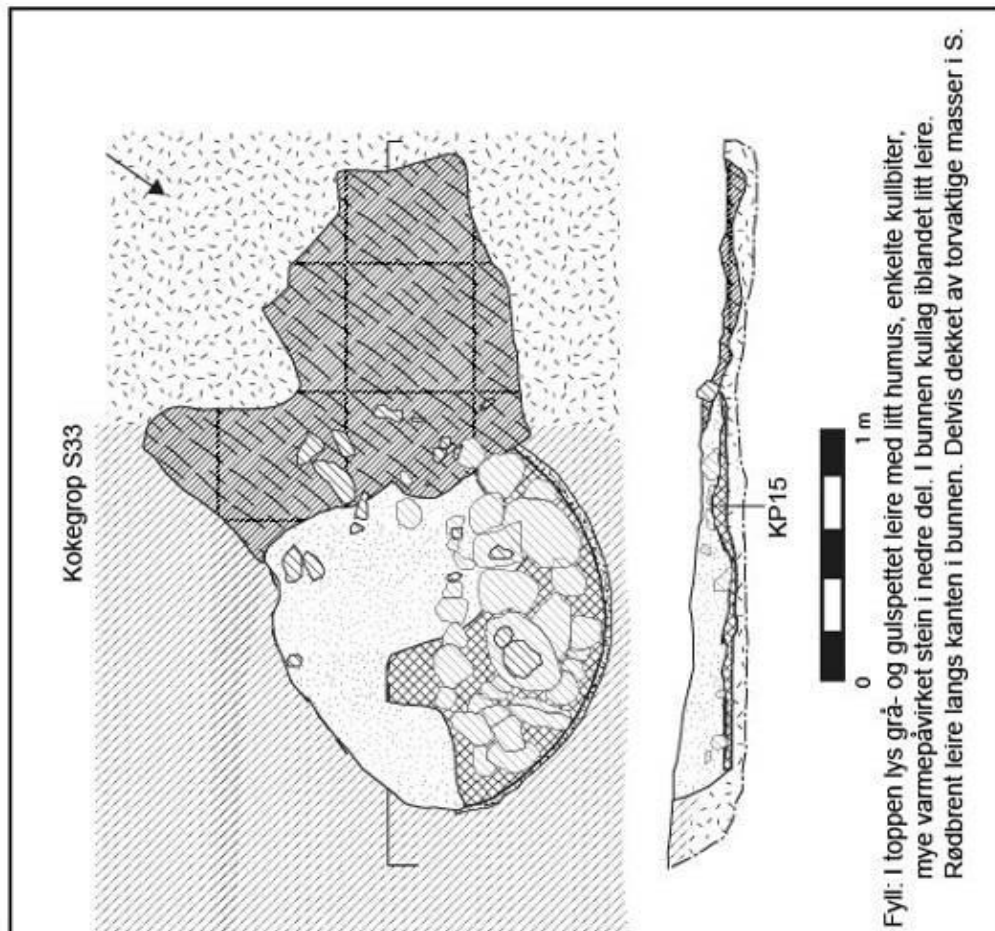 Kokegrop S33
KP15
0 1 m
Fyll: I toppen lys grå- og gulspettet leire med litt humus, enkelte kullbiter,
mye varmepåvirket stein i nedre del. I bunnen kullag iblandet litt leire.
Rødbrent leire langs kanten i bunnen. Delvis dekket av torvaktige masser i S.